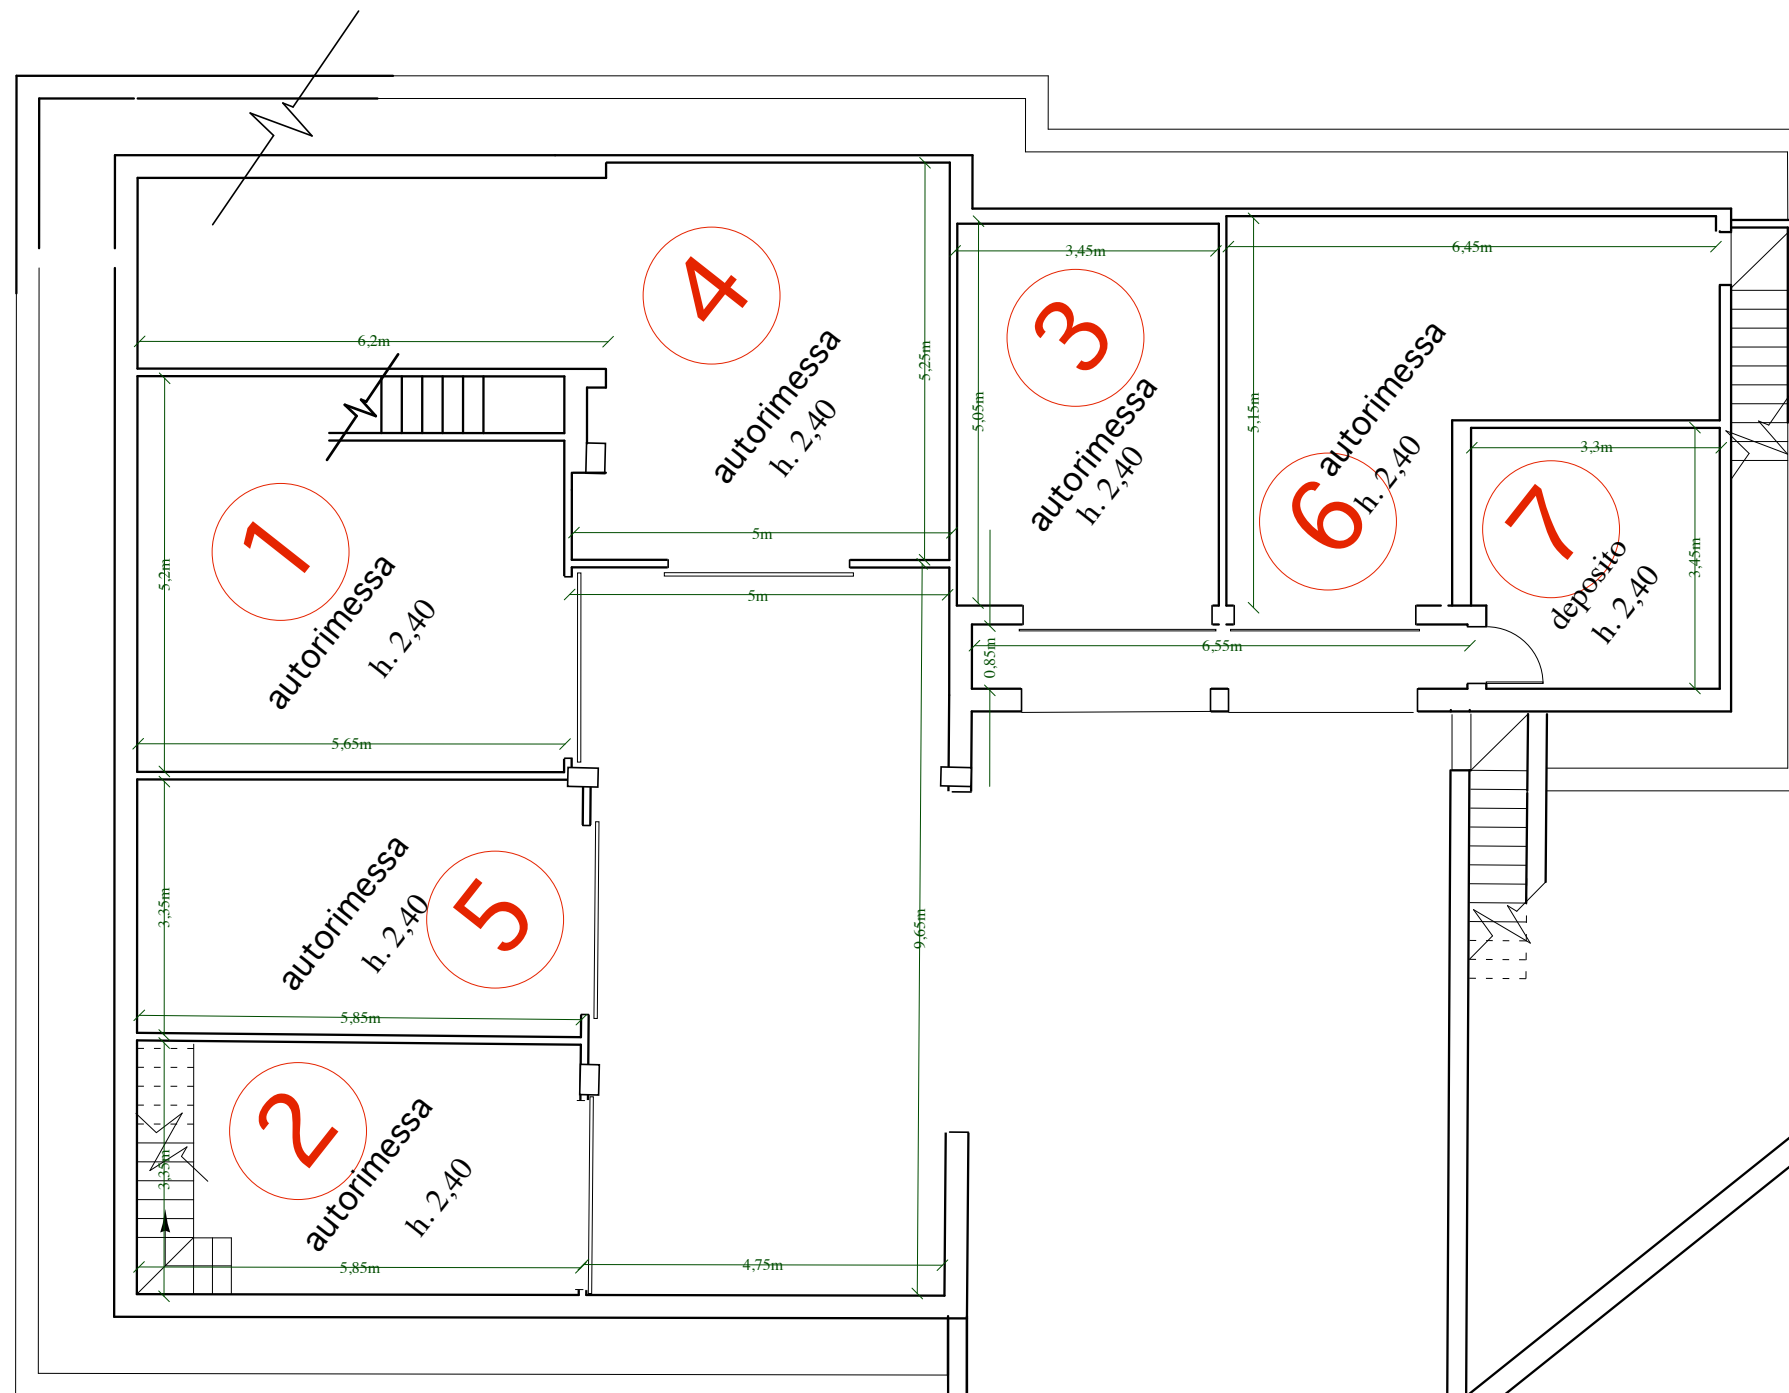 4
autorimessa
h. 2,40
6,2m
5,25m
5m
5m
3
autorimessa
h. 2,40
3,45m
5,05m
6
autorimessa
h. 2,40
6,45m
5,15m
7
deposito
h. 2,40
3,3m
3,45m
0,85m
6,55m
1
autorimessa
h. 2,40
5,2m
5,65m
5
autorimessa
h. 2,40
3,35m
5,85m
9,65m
2
autorimessa
h. 2,40
3,35m
5,85m
4,75m